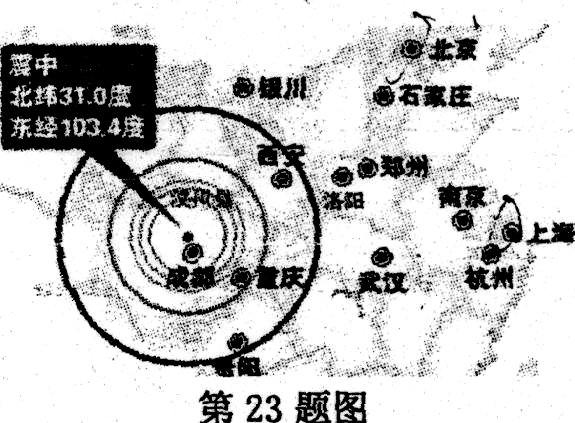 震中
北纬31.0度
东经103.4度
北京
银川
石家庄
西安
郑州
洛阳
汶川县
南京
上海
成都
重庆
武汉
杭州
贵阳
第 23 题图